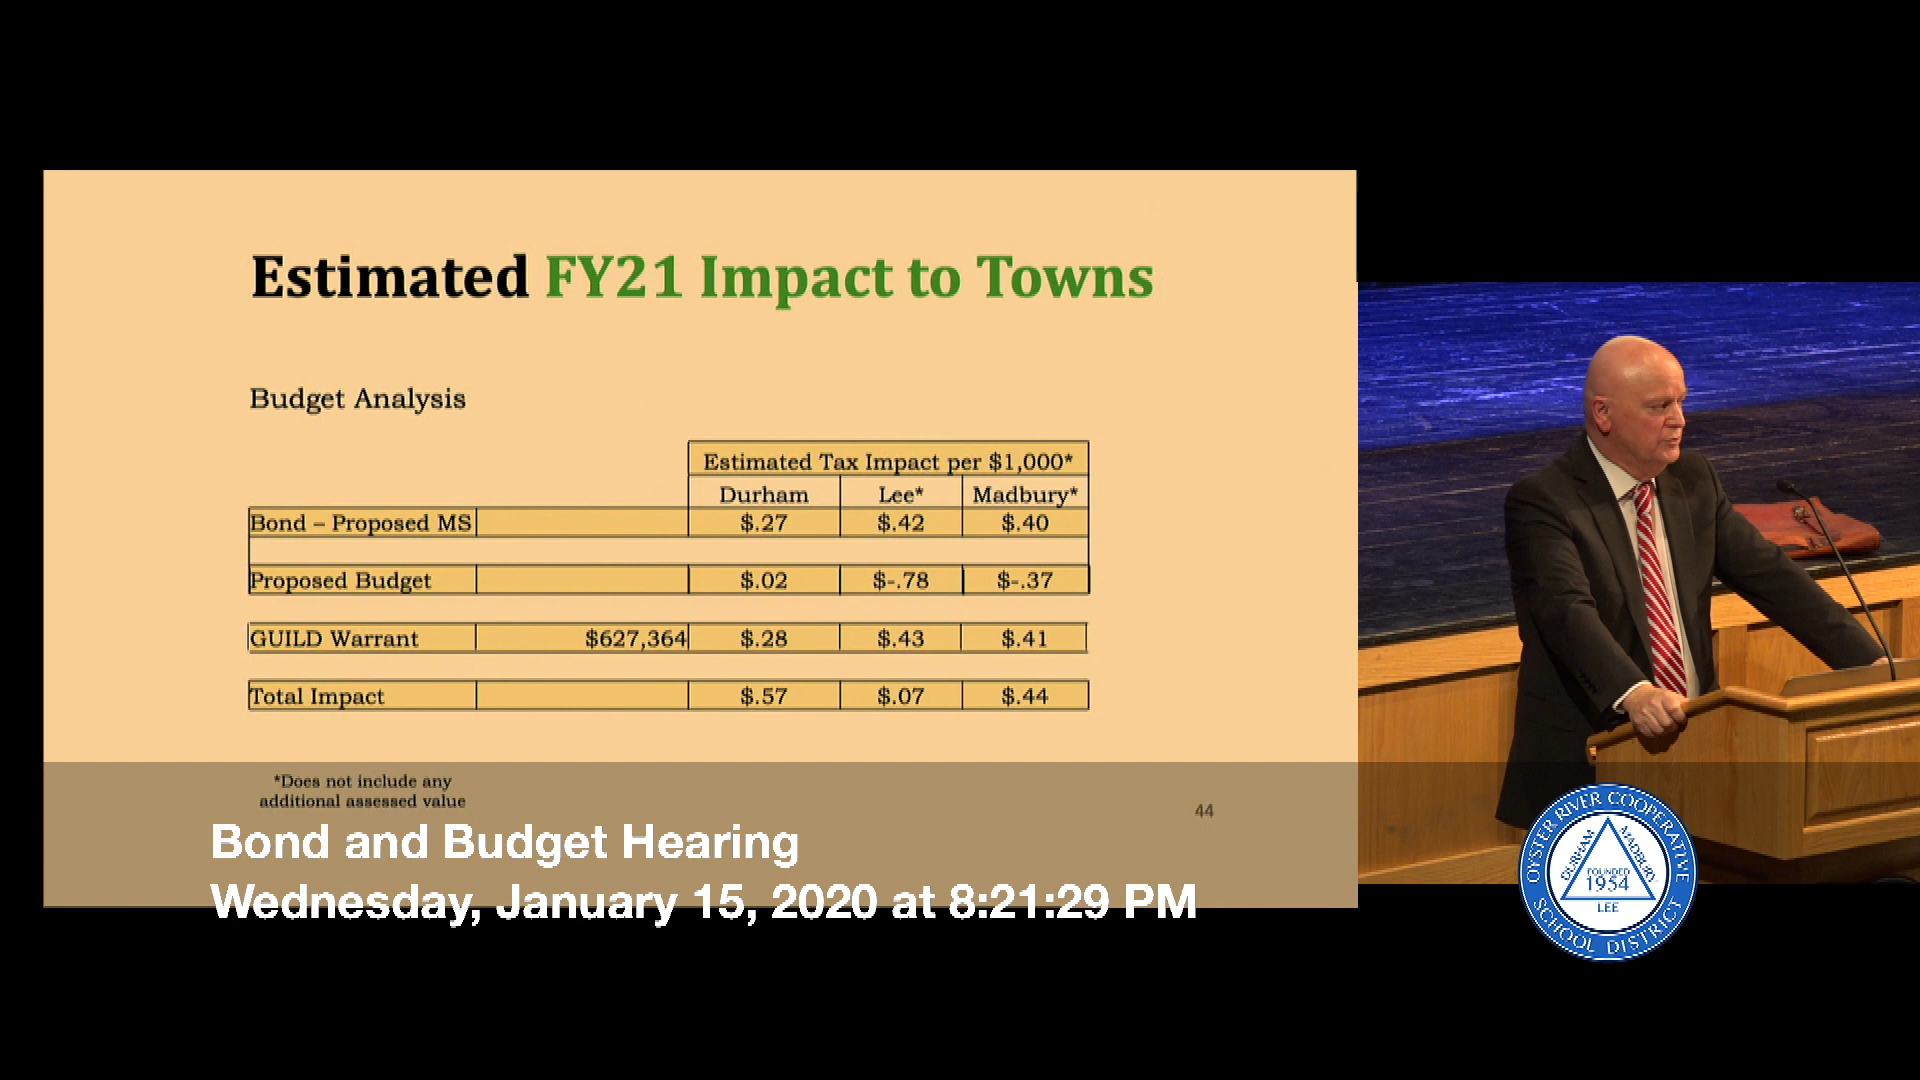 Estimated FY21 Impact to Towns
Budget Analysis
Estimated Tax Impact per $1,000*
Durham Lee* Madbury*
Bond – Proposed MS $.27 $.42 $.40
Proposed Budget $.02 $-.78 $-.37
GUILD Warrant $627,364 $.28 $.43 $.41
Total Impact $.57 $.07 $.44
*Does not include any
additional assessed value
44
Bond and Budget Hearing
Wednesday, January 15, 2020 at 8:21:29 PM
OYSTER RIVER COOPERATIVE
DURHAM
MADBURY
FOUNDED
1954
LEE
SCHOOL DISTRICT